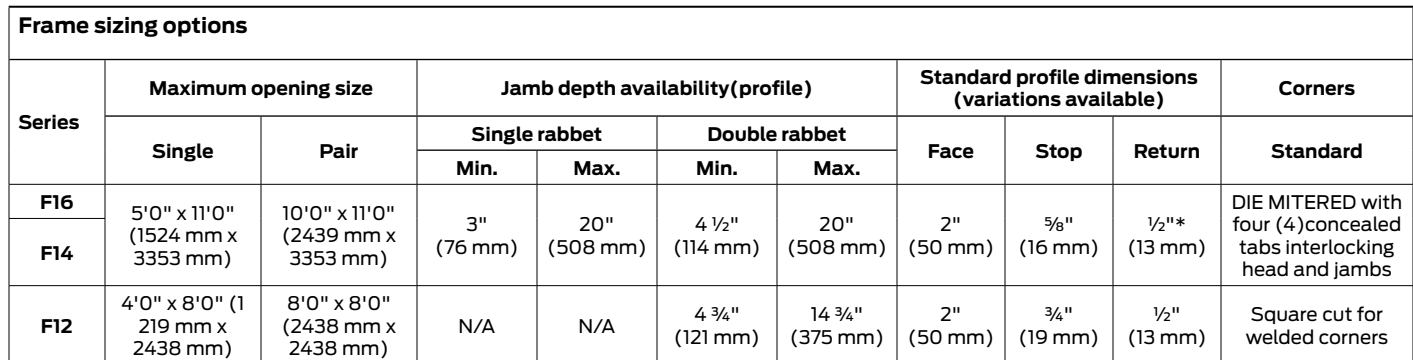 Frame sizing options
Series
Maximum opening size
Jamb depth availability(profile)
Standard profile dimensions
(variations available)
Corners
Single
Pair
Single rabbet
Double rabbet
Face
Stop
Return
Standard
Min.
Max.
Min.
Max.
F16
F14
5'0" x 11'0"
(1524 mm x
3353 mm)
10'0" x 11'0"
(2439 mm x
3353 mm)
3"
(76 mm)
20"
(508 mm)
4 ½"
(114 mm)
20"
(508 mm)
2"
(50 mm)
⅝"
(16 mm)
½"*
(13 mm)
DIE MITERED with
four (4)concealed
tabs interlocking
head and jambs
F12
4'0" x 8'0" (1
219 mm x
2438 mm)
8'0" x 8'0"
(2438 mm x
2438 mm)
N/A
N/A
4 ¾"
(121 mm)
14 ¾"
(375 mm)
2"
(50 mm)
¾"
(19 mm)
½"
(13 mm)
Square cut for
welded corners